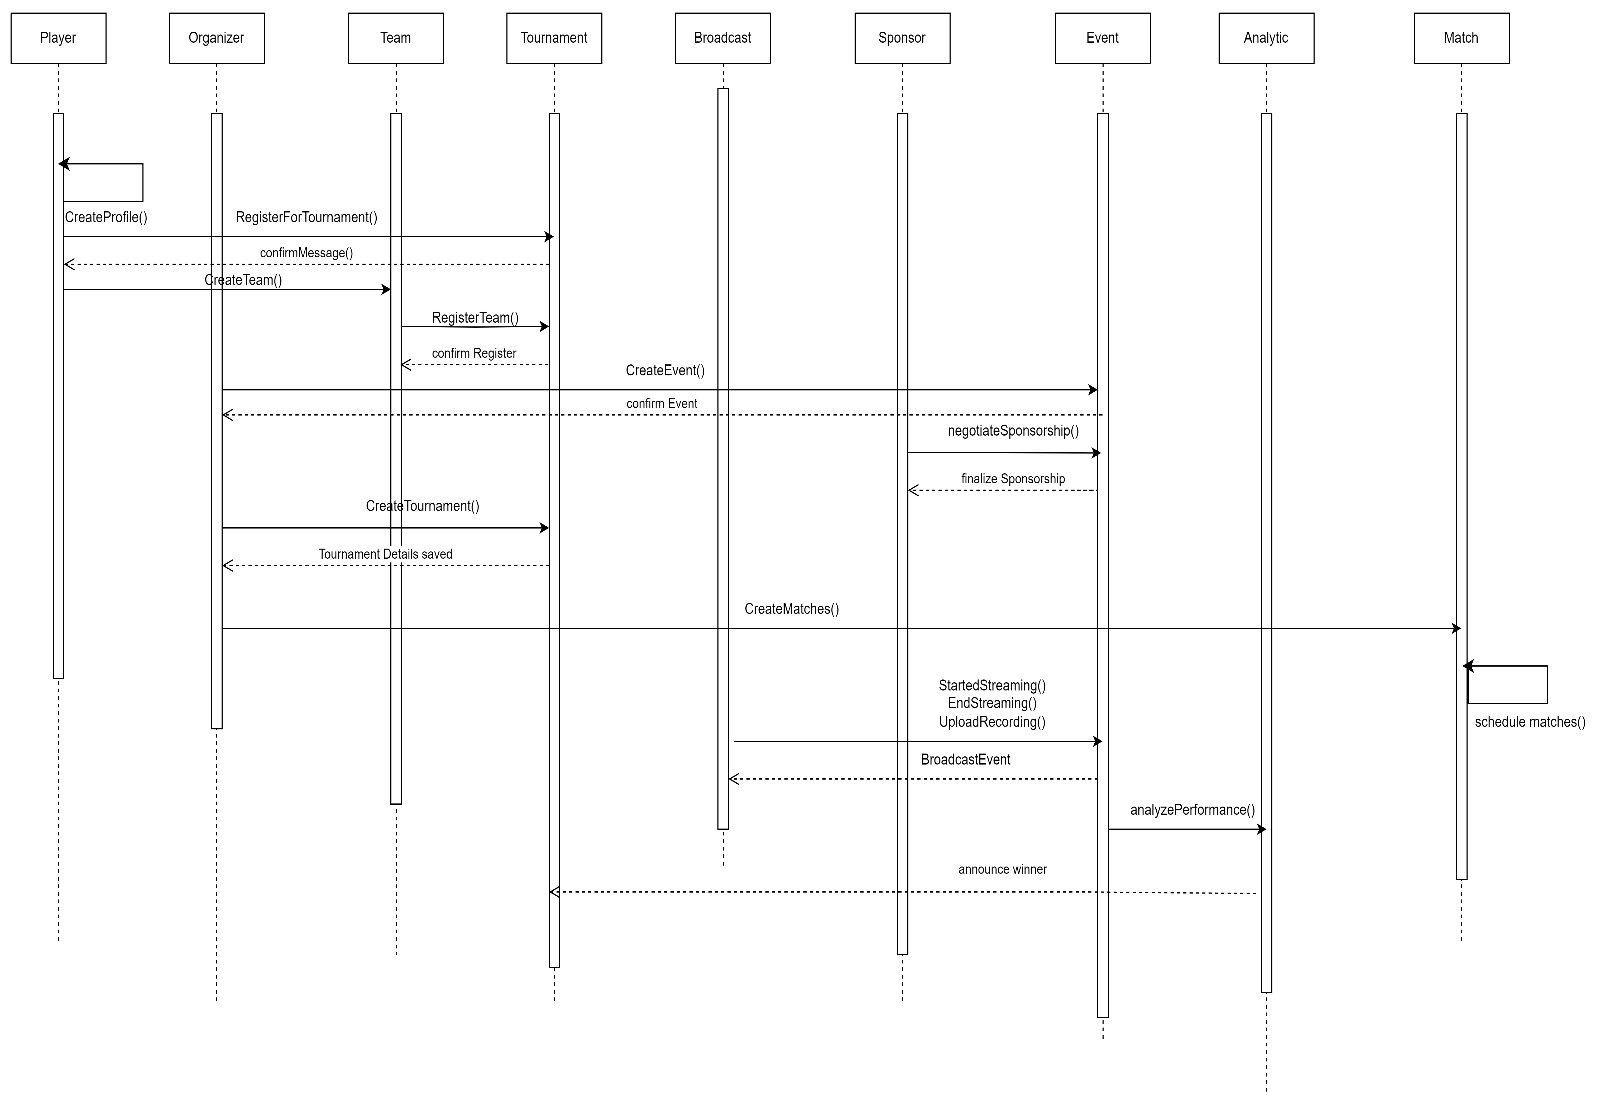 Player
Organizer
Team
Tournament
Broadcast
Sponsor
Event
Analytic
Match
CreateProfile()
RegisterForTournament()
confirmMessage()
CreateTeam()
RegisterTeam()
confirm Register
CreateEvent()
confirm Event
negotiateSponsorship()
finalize Sponsorship
CreateTournament()
Tournament Details saved
CreateMatches()
StartedStreaming()
EndStreaming()
UploadRecording()
schedule matches()
BroadcastEvent
analyzePerformance()
announce winner